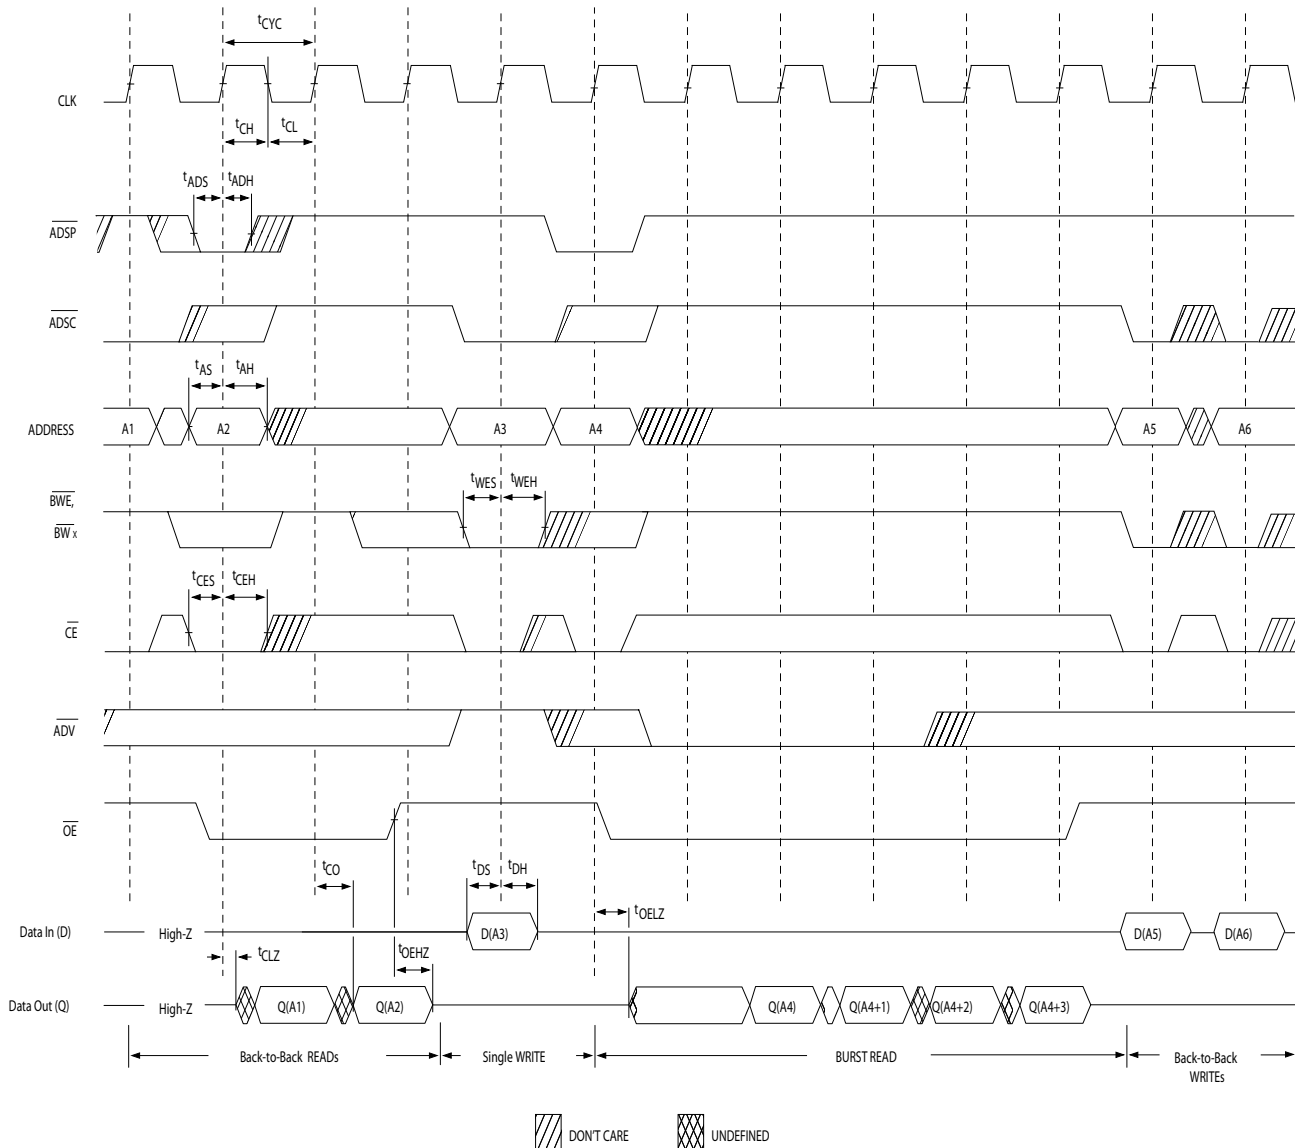 tCYC
CLK
tCH tCL
tADS tADH
ADSP
ADSC
tAS tAH
ADDRESS A1 A2 A3 A4 A5 A6
BWE,
tWES tWEH
BW x
tCES tCEH
CE
ADV
OE
tCO tDS tDH
tOELZ
Data In (D) High-Z D(A3) D(A5) D(A6)
tCLZ tOEHZ
Data Out (Q) High-Z Q(A1) Q(A2) Q(A4) Q(A4+1) Q(A4+2) Q(A4+3)
Back-to-Back READs Single WRITE BURST READ Back-to-Back
WRITEs
DON'T CARE UNDEFINED